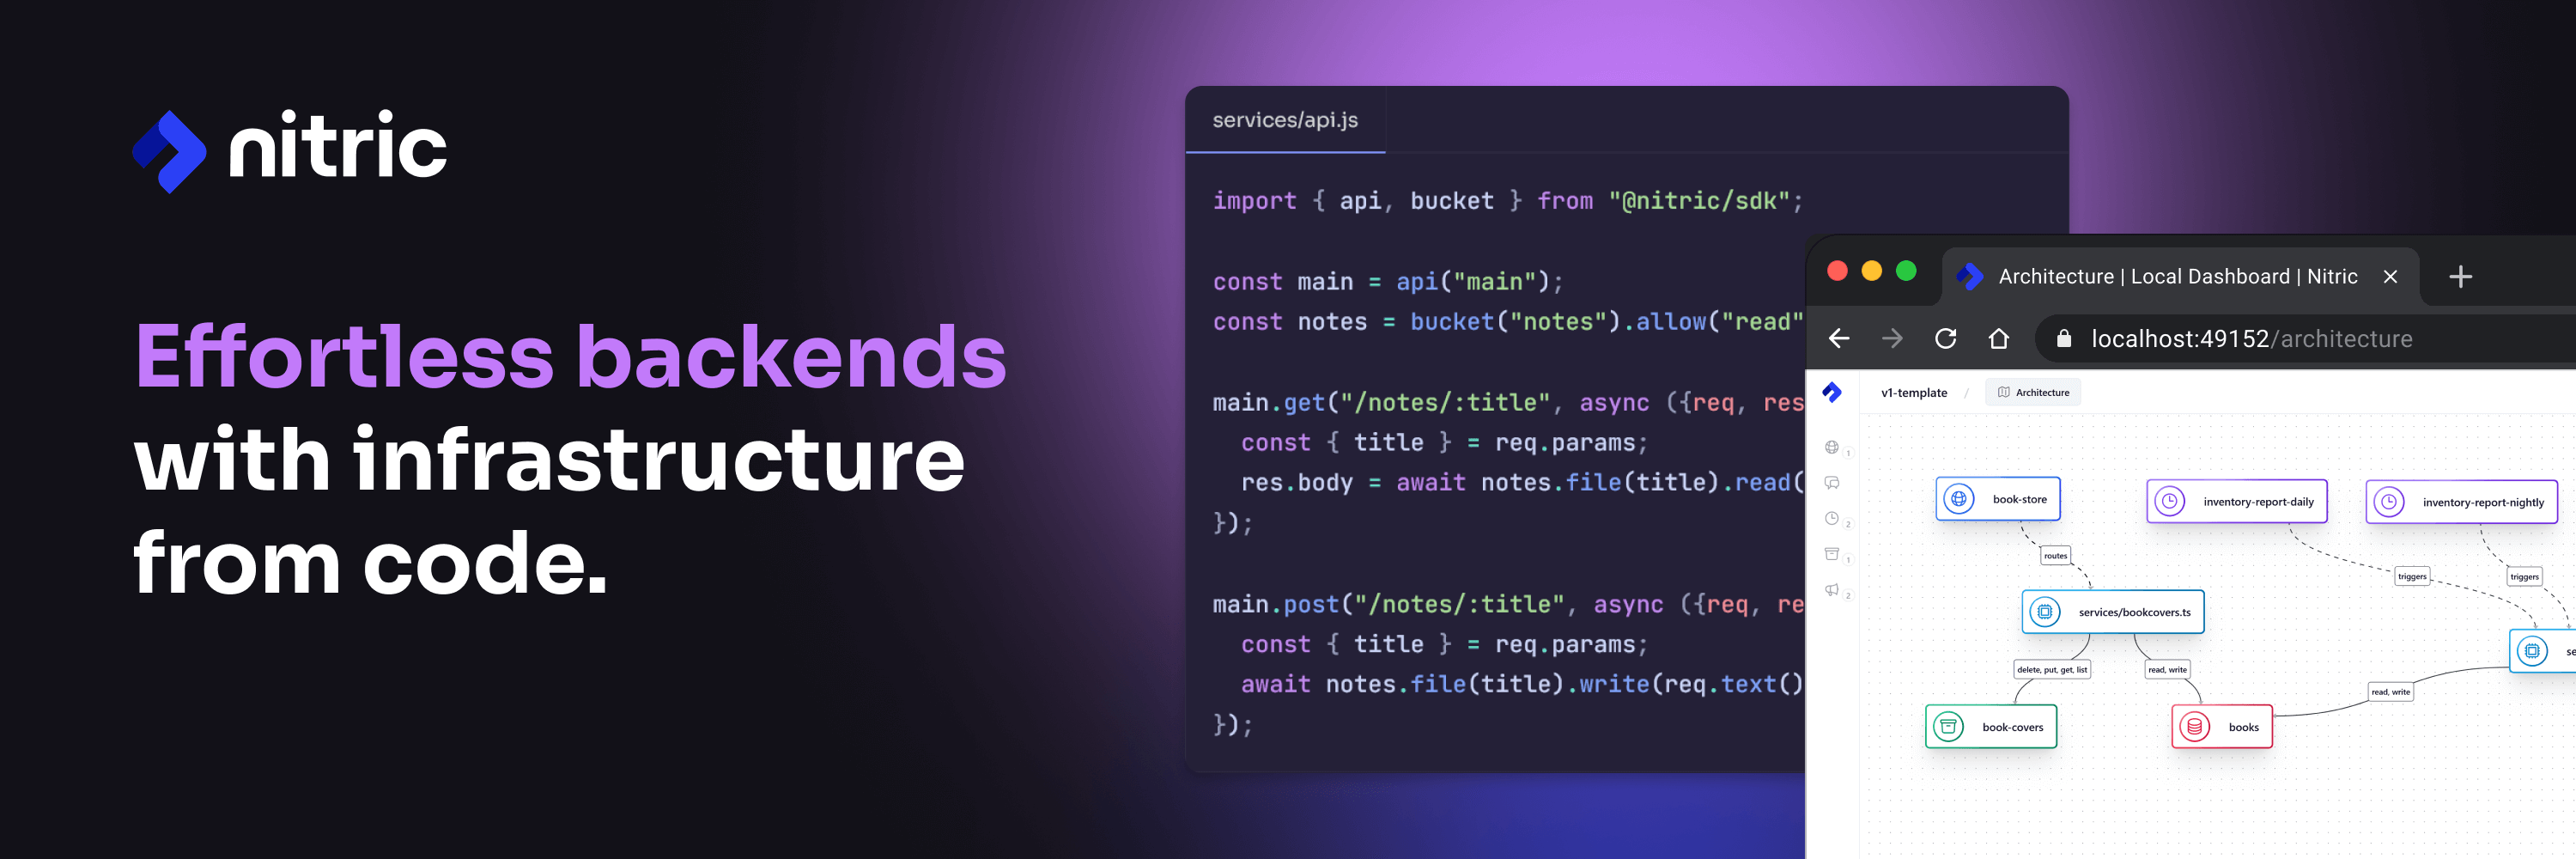 nitric
Effortless backends
with infrastructure
from code.
services/api.js
import { api, bucket } from "@nitric/sdk";
const main = api("main");
const notes = bucket("notes").allow("read"
main.get("/notes/:title", async ({req, res
const { title } = req.params;
res.body = await notes.file(title).read(
});
main.post("/notes/:title", async ({req, re
const { title } = req.params;
await notes.file(title).write(req.text()
});
Architecture | Local Dashboard | Nitric
localhost:49152/architecture
v1-template / Architecture
1
2
1
2
book-store
inventory-report-daily
inventory-report-nightly
routes
triggers
triggers
services/bookcovers.ts
se
delete, put, get, list
read, write
read, write
book-covers
books